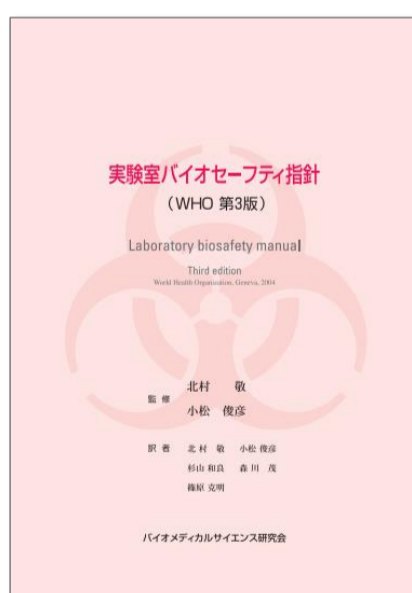 実験室バイオセーフティ指針
（WHO 第3版）
Laboratory biosafety manual
Third edition
World Health Organization, Geneva, 2004
監修
北村 敬
小松 俊彦
訳者 北村 敬 小松 俊彦
杉山 和良 森川 茂
篠原 克明
バイオメディカルサイエンス研究会